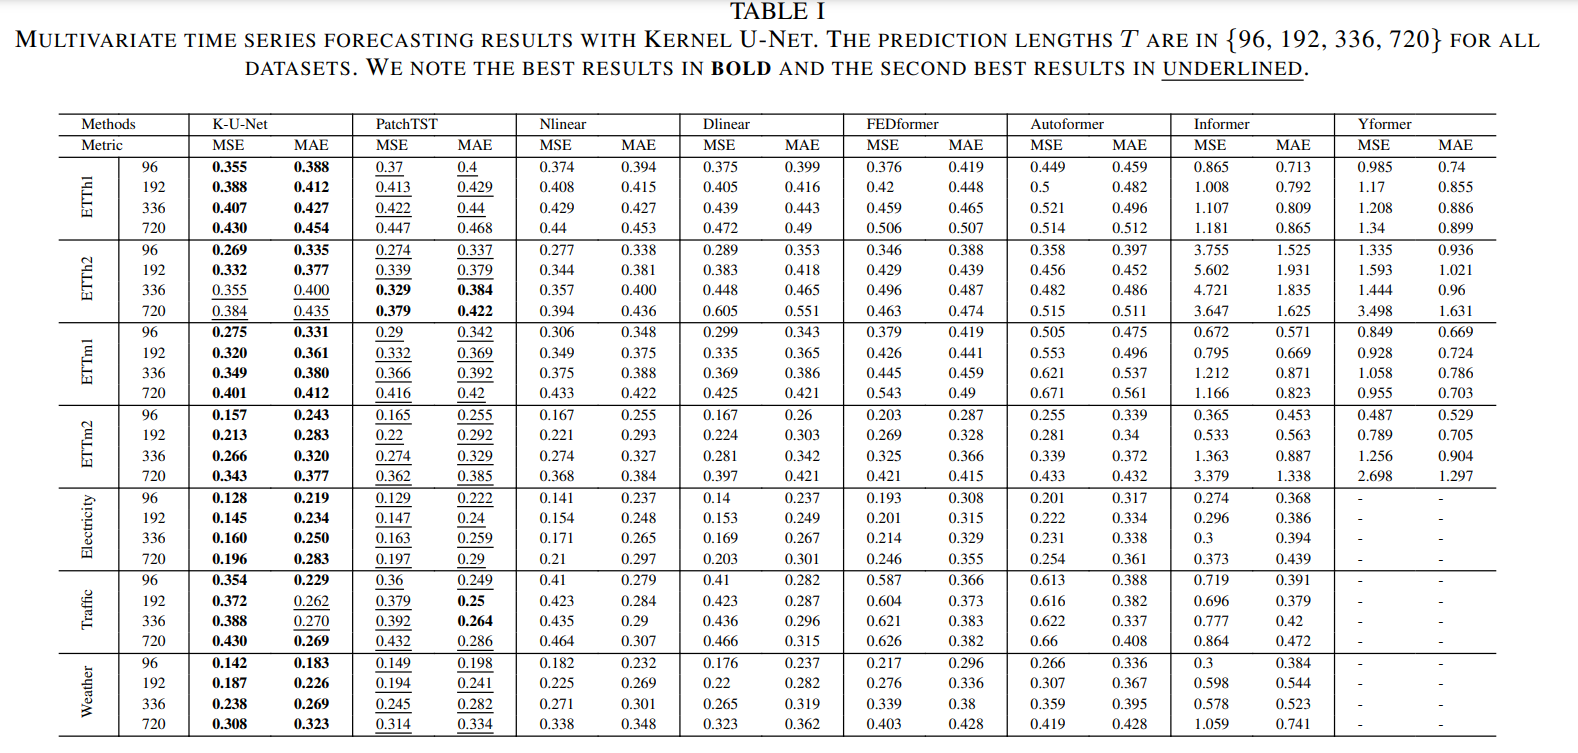 TABLE I
MULTIVARIATE TIME SERIES FORECASTING RESULTS WITH KERNEL U-NET. THE PREDICTION LENGTHS T ARE IN {96, 192, 336, 720} FOR ALL
DATASETS. WE NOTE THE BEST RESULTS IN BOLD AND THE SECOND BEST RESULTS IN UNDERLINED.
Methods K-U-Net PatchTST Nlinear Dlinear FEDformer Autoformer Informer Yformer
Metric MSE MAE MSE MAE MSE MAE MSE MAE MSE MAE MSE MAE MSE MAE MSE MAE
ETTh1
96 0.355 0.388 0.37 0.4 0.374 0.394 0.375 0.399 0.376 0.419 0.449 0.459 0.865 0.713 0.985 0.74
192 0.388 0.412 0.413 0.429 0.408 0.415 0.405 0.416 0.42 0.448 0.5 0.482 1.008 0.792 1.17 0.855
336 0.407 0.427 0.422 0.44 0.429 0.427 0.439 0.443 0.459 0.465 0.521 0.496 1.107 0.809 1.208 0.886
720 0.430 0.454 0.447 0.468 0.44 0.453 0.472 0.49 0.506 0.507 0.514 0.512 1.181 0.865 1.34 0.899
ETTh2
96 0.269 0.335 0.274 0.337 0.277 0.338 0.289 0.353 0.346 0.388 0.358 0.397 3.755 1.525 1.335 0.936
192 0.332 0.377 0.339 0.379 0.344 0.381 0.383 0.418 0.429 0.439 0.456 0.452 5.602 1.931 1.593 1.021
336 0.355 0.400 0.329 0.384 0.357 0.400 0.448 0.465 0.496 0.487 0.482 0.486 4.721 1.835 1.444 0.96
720 0.384 0.435 0.379 0.422 0.394 0.436 0.605 0.551 0.463 0.474 0.515 0.511 3.647 1.625 3.498 1.631
ETTm1
96 0.275 0.331 0.29 0.342 0.306 0.348 0.299 0.343 0.379 0.419 0.505 0.475 0.672 0.571 0.849 0.669
192 0.320 0.361 0.332 0.369 0.349 0.375 0.335 0.365 0.426 0.441 0.553 0.496 0.795 0.669 0.928 0.724
336 0.349 0.380 0.366 0.392 0.375 0.388 0.369 0.386 0.445 0.459 0.621 0.537 1.212 0.871 1.058 0.786
720 0.401 0.412 0.416 0.42 0.433 0.422 0.425 0.421 0.543 0.49 0.671 0.561 1.166 0.823 0.955 0.703
ETTm2
96 0.157 0.243 0.165 0.255 0.167 0.255 0.167 0.26 0.203 0.287 0.255 0.339 0.365 0.453 0.487 0.529
192 0.213 0.283 0.22 0.292 0.221 0.293 0.224 0.303 0.269 0.328 0.281 0.34 0.533 0.563 0.789 0.705
336 0.266 0.320 0.274 0.329 0.274 0.327 0.281 0.342 0.325 0.366 0.339 0.372 1.363 0.887 1.256 0.904
720 0.343 0.377 0.362 0.385 0.368 0.384 0.397 0.421 0.421 0.415 0.433 0.432 3.379 1.338 2.698 1.297
Electricity
96 0.128 0.219 0.129 0.222 0.141 0.237 0.14 0.237 0.193 0.308 0.201 0.317 0.274 0.368 - -
192 0.145 0.234 0.147 0.24 0.154 0.248 0.153 0.249 0.201 0.315 0.222 0.334 0.296 0.386 - -
336 0.160 0.250 0.163 0.259 0.171 0.265 0.169 0.267 0.214 0.329 0.231 0.338 0.3 0.394 - -
720 0.196 0.283 0.197 0.29 0.21 0.297 0.203 0.301 0.246 0.355 0.254 0.361 0.373 0.439 - -
Traffic
96 0.354 0.229 0.36 0.249 0.41 0.279 0.41 0.282 0.587 0.366 0.613 0.388 0.719 0.391 - -
192 0.372 0.262 0.379 0.25 0.423 0.284 0.423 0.287 0.604 0.373 0.616 0.382 0.696 0.379 - -
336 0.388 0.270 0.392 0.264 0.435 0.29 0.436 0.296 0.621 0.383 0.622 0.337 0.777 0.42 - -
720 0.430 0.269 0.432 0.286 0.464 0.307 0.466 0.315 0.626 0.382 0.66 0.408 0.864 0.472 - -
Weather
96 0.142 0.183 0.149 0.198 0.182 0.232 0.176 0.237 0.217 0.296 0.266 0.336 0.3 0.384 - -
192 0.187 0.226 0.194 0.241 0.225 0.269 0.22 0.282 0.276 0.336 0.307 0.367 0.598 0.544 - -
336 0.238 0.269 0.245 0.282 0.271 0.301 0.265 0.319 0.339 0.38 0.359 0.395 0.578 0.523 - -
720 0.308 0.323 0.314 0.334 0.338 0.348 0.323 0.362 0.403 0.428 0.419 0.428 1.059 0.741 - -